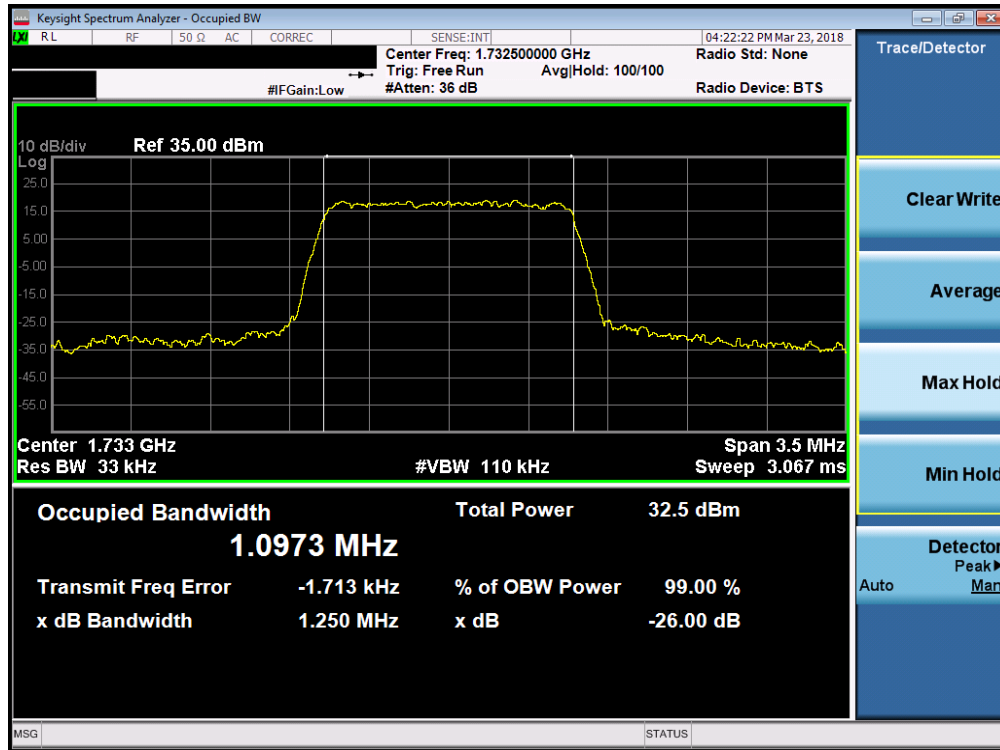 Keysight Spectrum Analyzer - Occupied BW
LXI RL RF 50 Ω AC CORREC SENSE:INT 04:22:22 PM Mar 23, 2018
Center Freq: 1.732500000 GHz Radio Std: None
Trig: Free Run Avg|Hold: 100/100
#IFGain:Low #Atten: 36 dB Radio Device: BTS
10 dB/div Ref 35.00 dBm
Log
25.0
15.0
5.00
-5.00
-15.0
-25.0
-35.0
-45.0
-55.0
Center 1.733 GHz Span 3.5 MHz
Res BW 33 kHz #VBW 110 kHz Sweep 3.067 ms
Occupied Bandwidth Total Power 32.5 dBm
1.0973 MHz
Transmit Freq Error -1.713 kHz % of OBW Power 99.00 %
x dB Bandwidth 1.250 MHz x dB -26.00 dB
MSG STATUS
Trace/Detector
Clear Write
Average
Max Hold
Min Hold
Detector
Peak
Auto Man